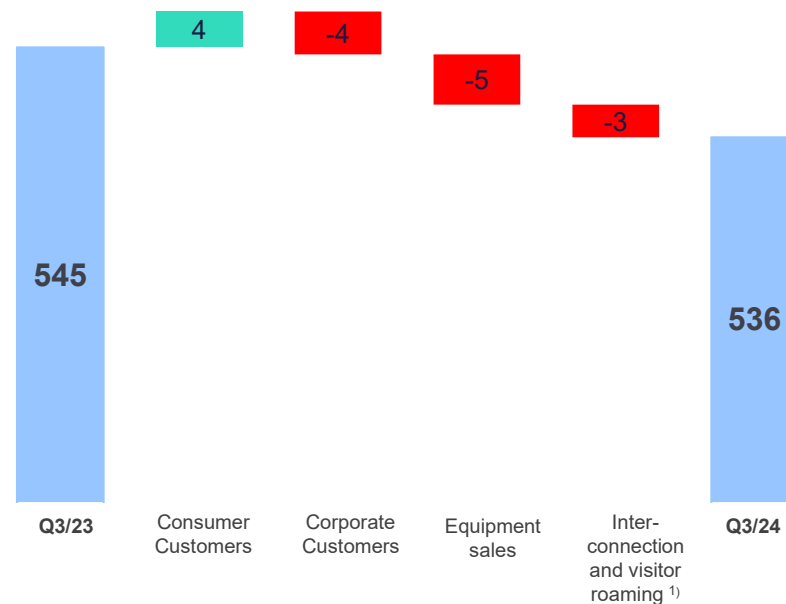 4
-4
-5
-3
545
536
Q3/23
Consumer
Customers
Corporate
Customers
Equipment
sales
Inter-
connection
and visitor
roaming 1)
Q3/24